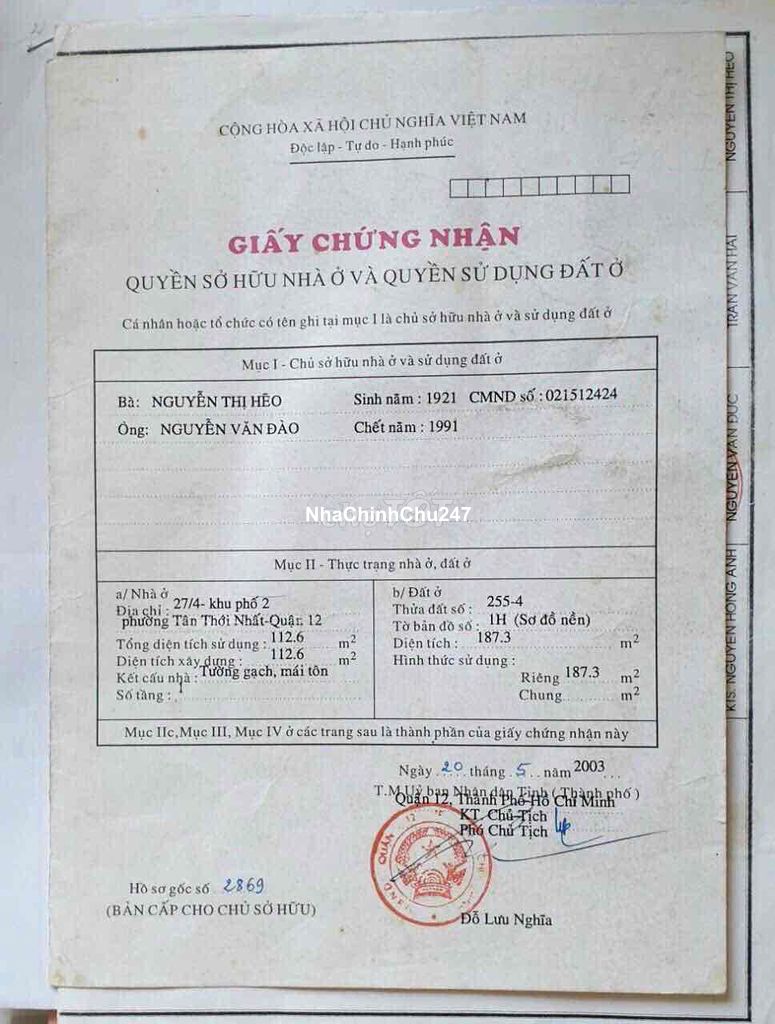 CỘNG HÒA XÃ HỘI CHỦ NGHĨA VIỆT NAM
Độc lập - Tự do - Hạnh phúc
GIẤY CHỨNG NHẬN
QUYỀN SỞ HỮU NHÀ Ở VÀ QUYỀN SỬ DỤNG ĐẤT Ở
Cá nhân hoặc tổ chức có tên ghi tại mục I là chủ sở hữu nhà ở và sử dụng đất ở
Mục I - Chủ sở hữu nhà ở và sử dụng đất ở
Bà: NGUYỄN THỊ HẼO Sinh năm : 1921 CMND số : 021512424
Ông: NGUYỄN VĂN ĐÀO Chết năm : 1991
NhaChinhChu247
Mục II - Thực trạng nhà ở, đất ở
a/ Nhà ở
Địa chỉ : 27/4- khu phố 2
phường Tân Thới Nhất-Quận 12
Tổng diện tích sử dụng : 112.6 m2
Diện tích xây dựng : 112.6 m2
Kết cấu nhà : Tường gạch, mái tôn
Số tầng : 1
b/ Đất ở
Thửa đất số : 255-4
Tờ bản đồ số : 1H (Sơ đồ nền)
Diện tích : 187.3 m2
Hình thức sử dụng :
Riêng 187.3 m2
Chung m2
Mục IIc,Mục III, Mục IV ở các trang sau là thành phần của giấy chứng nhận này
Ngày 20 tháng 5 năm 2003
T.M Uỷ ban Nhân dân Tỉnh ( Thành phố )
Quận 12, Thành Phố Hồ Chí Minh
KT. Chủ Tịch
Phó Chủ Tịch
QUẬN 12
Đỗ Lưu Nghĩa
Hồ sơ gốc số 2869
(BẢN CẤP CHO CHỦ SỞ HỮU)
NGUYỄN THỊ HẼO
TRẦN VĂN HẢI
NGUYỄN VĂN ĐỨC
KTS. NGUYỄN HỒNG ANH